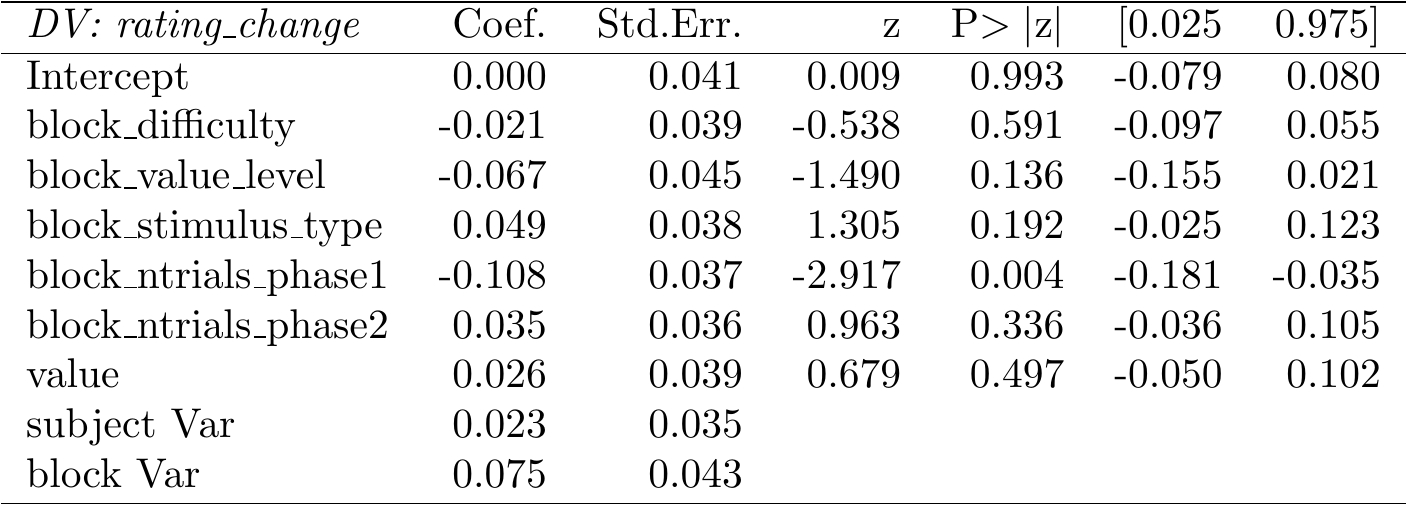 DV: rating_change Coef. Std.Err. z P> |z| [0.025 0.975]
Intercept 0.000 0.041 0.009 0.993 -0.079 0.080
block_difficulty -0.021 0.039 -0.538 0.591 -0.097 0.055
block_value_level -0.067 0.045 -1.490 0.136 -0.155 0.021
block_stimulus_type 0.049 0.038 1.305 0.192 -0.025 0.123
block_ntrials_phase1 -0.108 0.037 -2.917 0.004 -0.181 -0.035
block_ntrials_phase2 0.035 0.036 0.963 0.336 -0.036 0.105
value 0.026 0.039 0.679 0.497 -0.050 0.102
subject Var 0.023 0.035
block Var 0.075 0.043